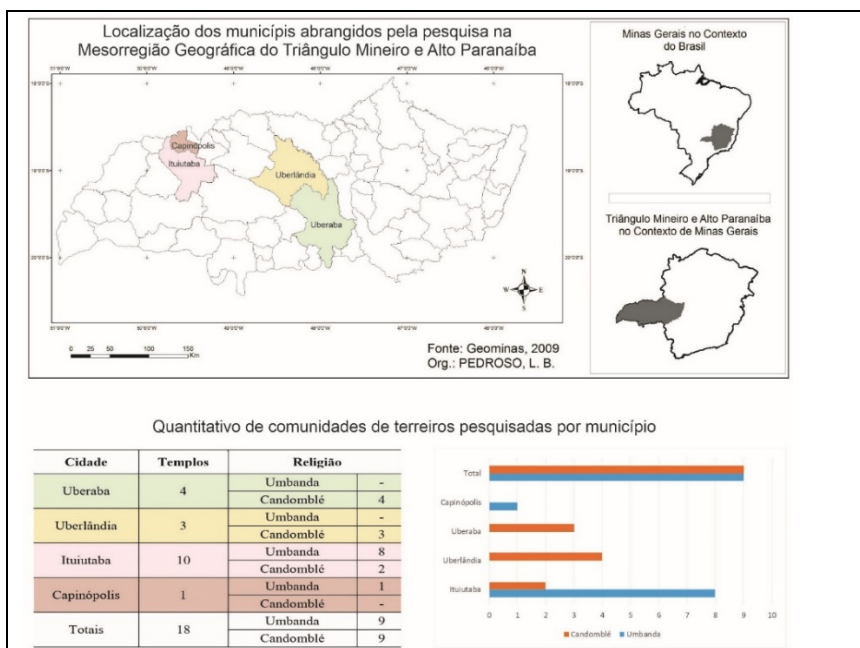 Localização dos municípis abrangidos pela pesquisa na
Mesorregião Geográfica do Triângulo Mineiro e Alto Paranaíba
Capinópolis
Ituiutaba
Uberlândia
Uberaba
N
W E
S
0 25 50 100 150
Km
Fonte: Geominas, 2009
Org.: PEDROSO, L. B.
Minas Gerais no Contexto
do Brasil
Triângulo Mineiro e Alto Paranaíba
no Contexto de Minas Gerais
Quantitativo de comunidades de terreiros pesquisadas por município
Cidade Templos Religião
Uberaba 4 Umbanda -
Candomblé 4
Uberlândia 3 Umbanda -
Candomblé 3
Ituiutaba 10 Umbanda 8
Candomblé 2
Capinópolis 1 Umbanda 1
Candomblé -
Totais 18 Umbanda 9
Candomblé 9
Total
Capinópolis
Uberaba
Uberlândia
Ituiutaba
0 1 2 3 4 5 6 7 8 9 10
Candomblé Umbanda